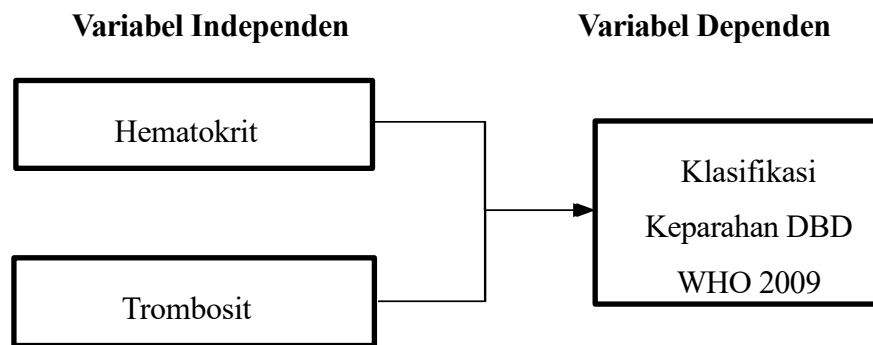 Variabel Independen
Variabel Dependen
Hematokrit
Klasifikasi
Keparahan DBD
WHO 2009
Trombosit